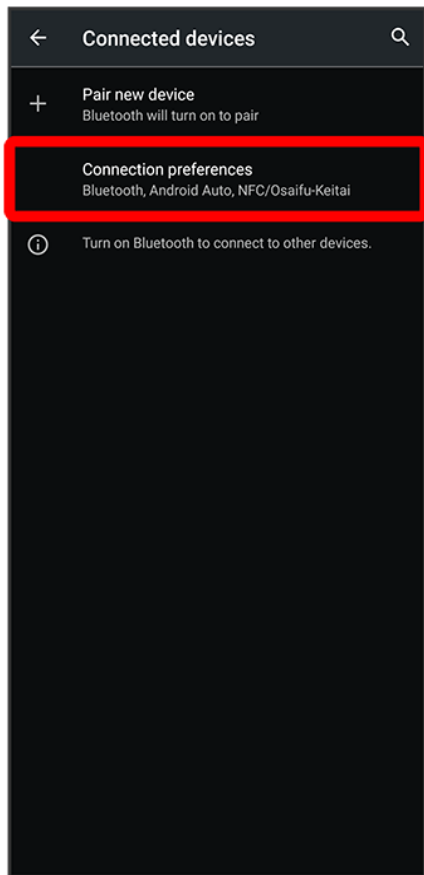 Connected devices
Pair new device
Bluetooth will turn on to pair
Connection preferences
Bluetooth, Android Auto, NFC/Osaifu-Keitai
Turn on Bluetooth to connect to other devices.